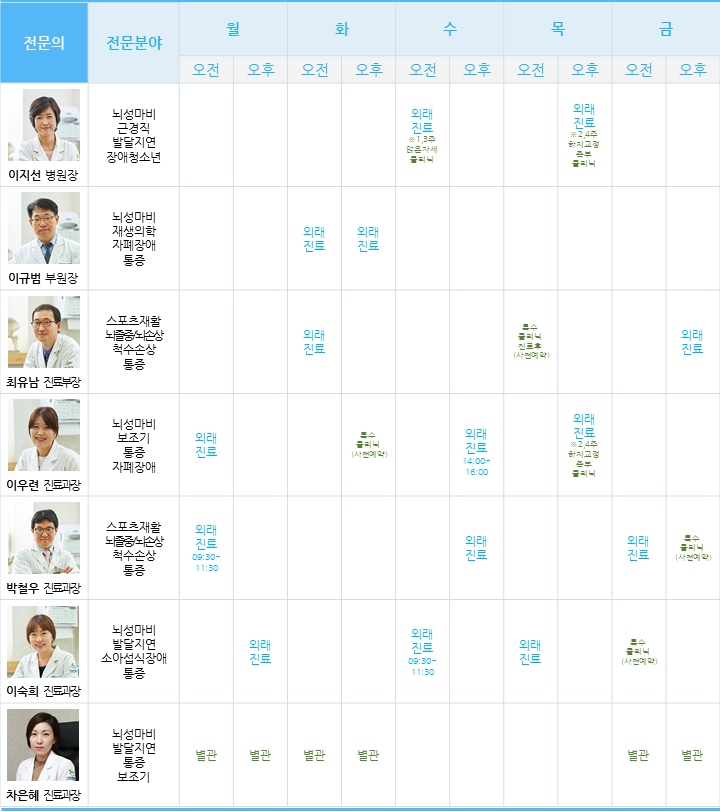 전문의 전문분야 월 화 수 목 금
오전 오후 오전 오후 오전 오후 오전 오후 오전 오후
뇌성마비
근경직
발달지연
장애청소년
외래
진료
※1,3주
앉은자세
클리닉
외래
진료
※2,4주
하지교정
족부
클리닉
이지선 병원장
뇌성마비
재생의학
자폐장애
통증
외래
진료
외래
진료
이규범 부원장
스포츠재활
뇌졸중/뇌손상
척수손상
통증
외래
진료
특수
클리닉
진료후
(사전예약)
외래
진료
최유남 진료부장
뇌성마비
보조기
통증
자폐장애
외래
진료
특수
클리닉
(사전예약)
외래
진료
14:00~
16:00
외래
진료
※2,4주
하지교정
족부
클리닉
이우련 진료과장
스포츠재활
뇌졸중/뇌손상
척수손상
통증
외래
진료
09:30~
11:30
외래
진료
외래
진료
특수
클리닉
(사전예약)
박철우 진료과장
뇌성마비
발달지연
소아섭식장애
통증
외래
진료
외래
진료
09:30~
11:30
외래
진료
특수
클리닉
(사전예약)
이숙희 진료과장
뇌성마비
발달지연
통증
보조기
별관 별관 별관 별관 별관 별관
차은혜 진료과장